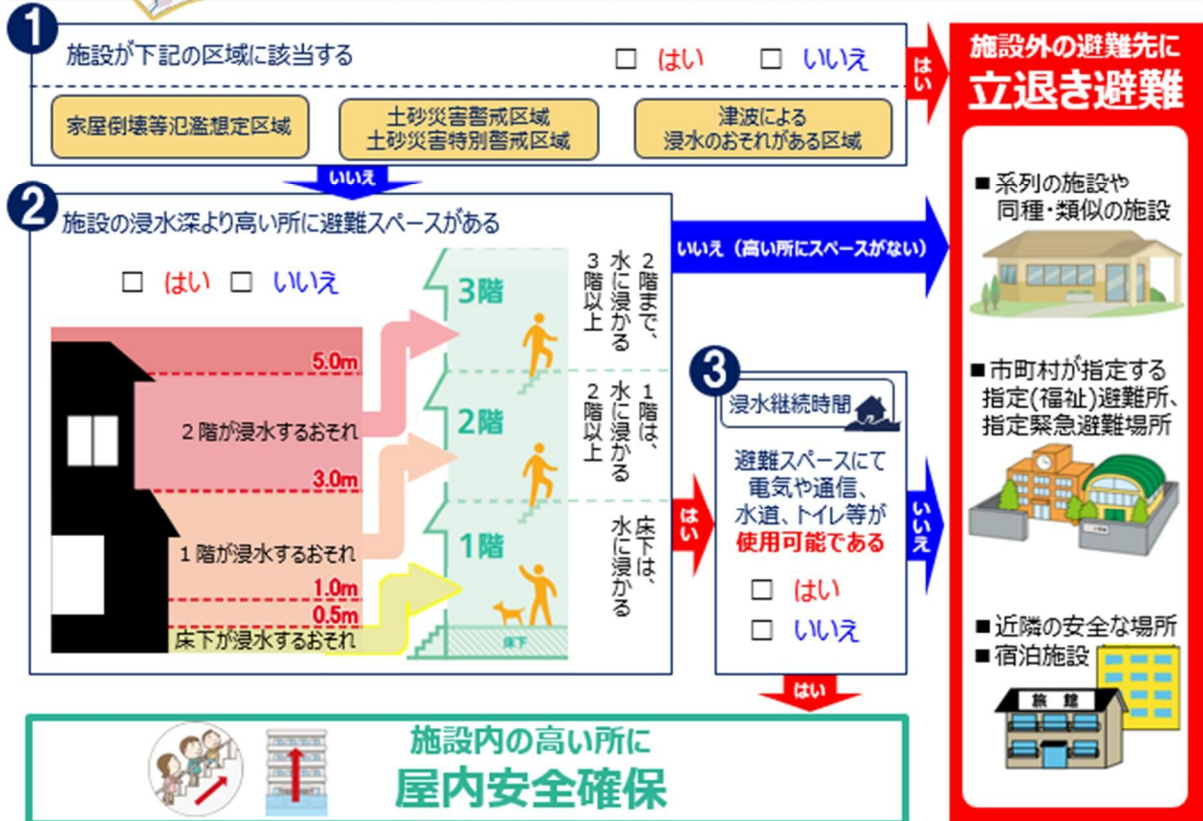 1
施設が下記の区域に該当する
□ はい □ いいえ
家屋倒壊等氾濫想定区域
土砂災害警戒区域
土砂災害特別警戒区域
津波による
浸水のおそれがある区域
はい
いいえ
2
施設の浸水深より高い所に避難スペースがある
□ はい □ いいえ
5.0m
2階が浸水するおそれ
3.0m
1階が浸水するおそれ
1.0m
0.5m
床下が浸水するおそれ
3階
2階まで、
水に浸かる
3階以上
2階
1階は、
水に浸かる
2階以上
1階
床下は、
水に浸かる
床下
いいえ（高い所にスペースがない）
はい
3
浸水継続時間
避難スペースにて
電気や通信、
水道、トイレ等が
使用可能である
□ はい
□ いいえ
いいえ
はい
施設内の高い所に
屋内安全確保
施設外の避難先に
立退き避難
■系列の施設や
同種・類似の施設
■市町村が指定する
指定(福祉)避難所、
指定緊急避難場所
■近隣の安全な場所
■宿泊施設
旅館